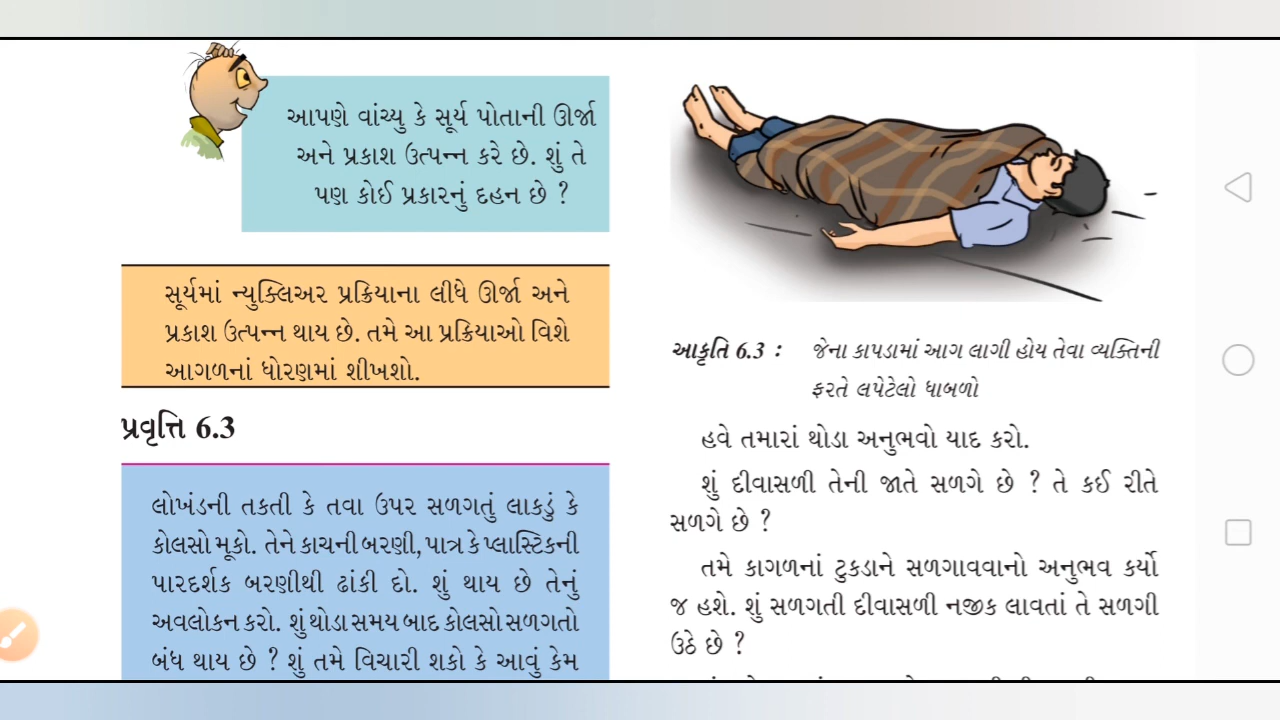 આપણે વાંચ્યુ કે સૂર્ય પોતાની ઊર્જા
અને પ્રકાશ ઉત્પન્ન કરે છે. શું તે
પણ કોઈ પ્રકારનું દહન છે ?
સૂર્યમાં ન્યુક્લિઅર પ્રક્રિયાના લીધે ઊર્જા અને
પ્રકાશ ઉત્પન્ન થાય છે. તમે આ પ્રક્રિયાઓ વિશે
આગળનાં ધોરણમાં શીખશો.
પ્રવૃત્તિ 6.3
લોખંડની તકતી કે તવા ઉપર સળગતું લાકડું કે
કોલસો મૂકો. તેને કાચની બરણી, પાત્ર કે પ્લાસ્ટિકની
પારદર્શક બરણીથી ઢાંકી દો. શું થાય છે તેનું
અવલોકન કરો. શું થોડા સમય બાદ કોલસો સળગતો
બંધ થાય છે ? શું તમે વિચારી શકો કે આવું કેમ
આકૃતિ 6.3 : જેના કાપડામાં આગ લાગી હોય તેવા વ્યક્તિની
ફરતે લપેટેલો ધાબળો
હવે તમારાં થોડા અનુભવો યાદ કરો.
શું દીવાસળી તેની જાતે સળગે છે ? તે કઈ રીતે
સળગે છે ?
તમે કાગળનાં ટુકડાને સળગાવવાનો અનુભવ કર્યો
જ હશે. શું સળગતી દીવાસળી નજીક લાવતાં તે સળગી
ઉઠે છે ?